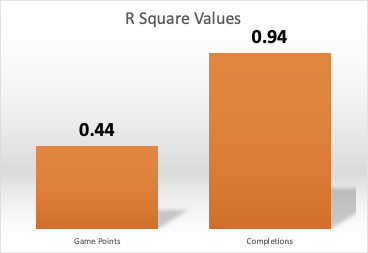 R Square Values
0.94
0.44
Game Points
Completions